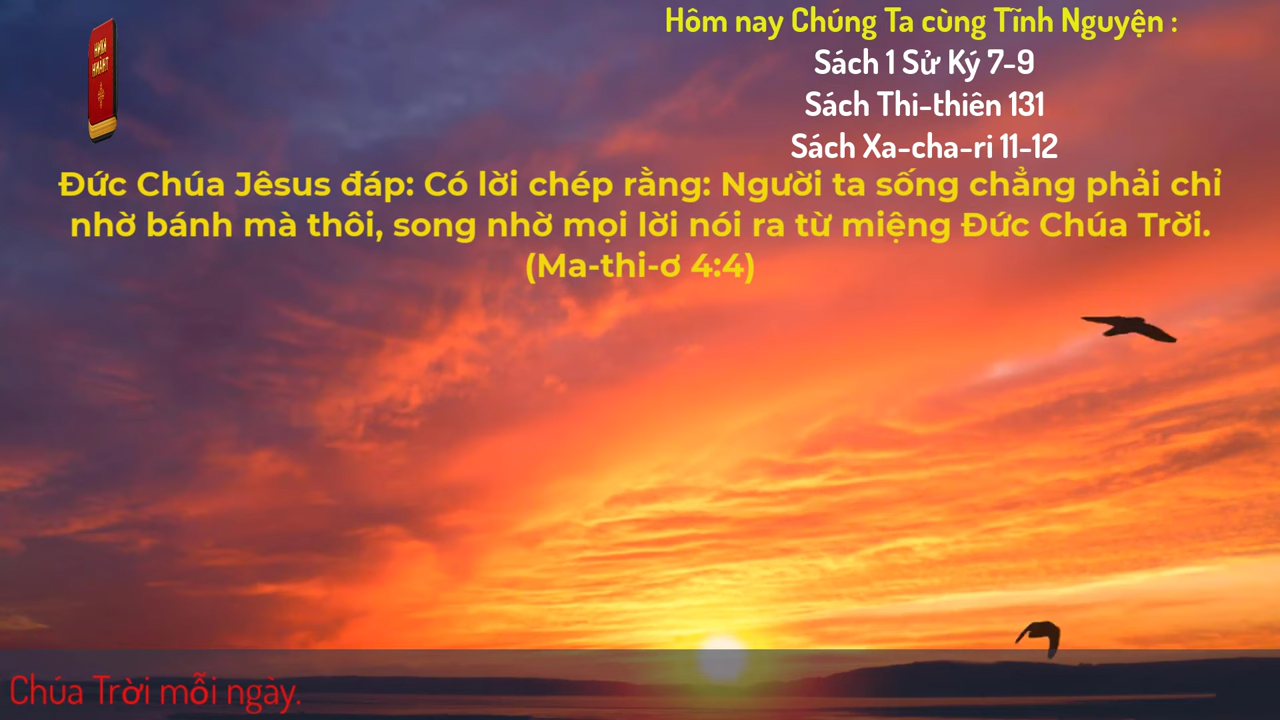 Hôm nay Chúng Ta cùng Tĩnh Nguyện :
Sách 1 Sử Ký 7-9
Sách Thi-thiên 131
Sách Xa-cha-ri 11-12
Đức Chúa Jêsus đáp: Có lời chép rằng: Người ta sống chẳng phải chỉ
nhờ bánh mà thôi, song nhờ mọi lời nói ra từ miệng Đức Chúa Trời.
(Ma-thi-ơ 4:4)
Chúa Trời mỗi ngày.